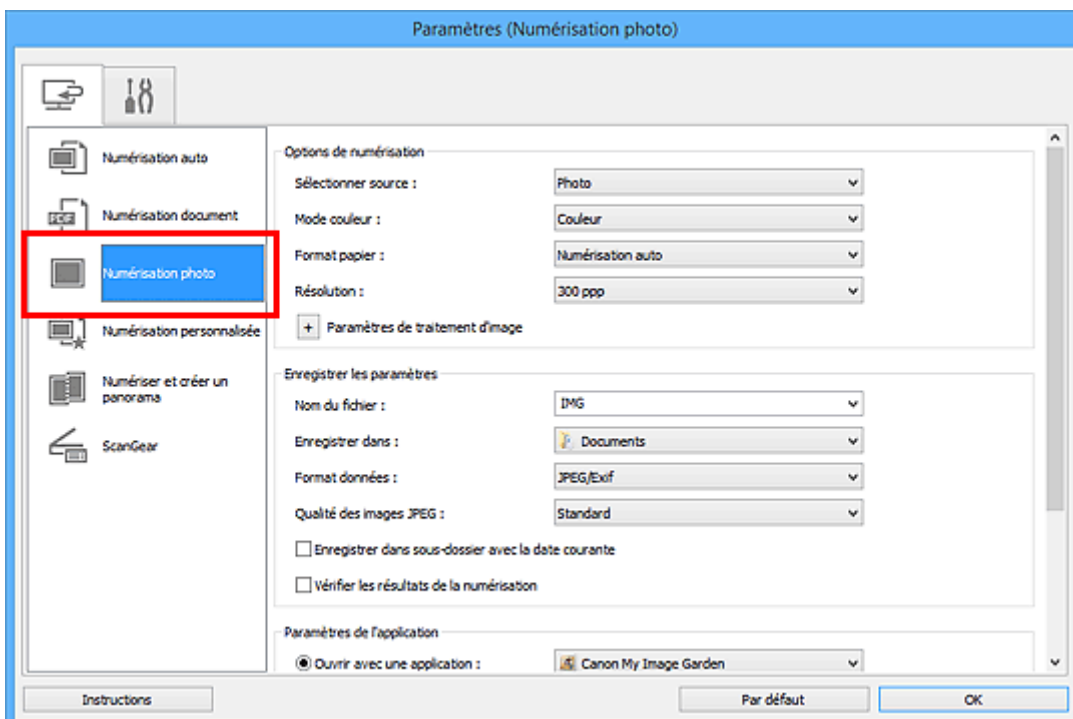 Paramètres (Numérisation photo)
Numérisation auto
PDF
Numérisation document
Numérisation photo
Numérisation personnalisée
Numériser et créer un
panorama
ScanGear
Options de numérisation
Sélectionner source : Photo
Mode couleur : Couleur
Format papier : Numérisation auto
Résolution : 300 ppp
+ Paramètres de traitement d'image
Enregistrer les paramètres
Nom du fichier : IMG
Enregistrer dans : Documents
Format données : JPEG/Exif
Qualité des images JPEG : Standard
Enregistrer dans sous-dossier avec la date courante
Vérifier les résultats de la numérisation
Paramètres de l'application
Ouvrir avec une application : Canon My Image Garden
Instructions Par défaut OK